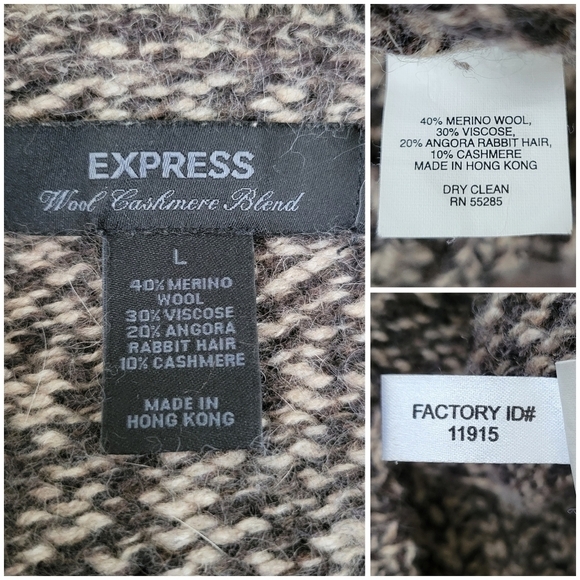 EXPRESS
Wool Cashmere Blend
L
40% MERINO
WOOL
30% VISCOSE
20% ANGORA
RABBIT HAIR
10% CASHMERE
MADE IN
HONG KONG
40% MERINO WOOL,
30% VISCOSE,
20% ANGORA RABBIT HAIR,
10% CASHMERE
MADE IN HONG KONG
DRY CLEAN
RN 55285
FACTORY ID#
11915